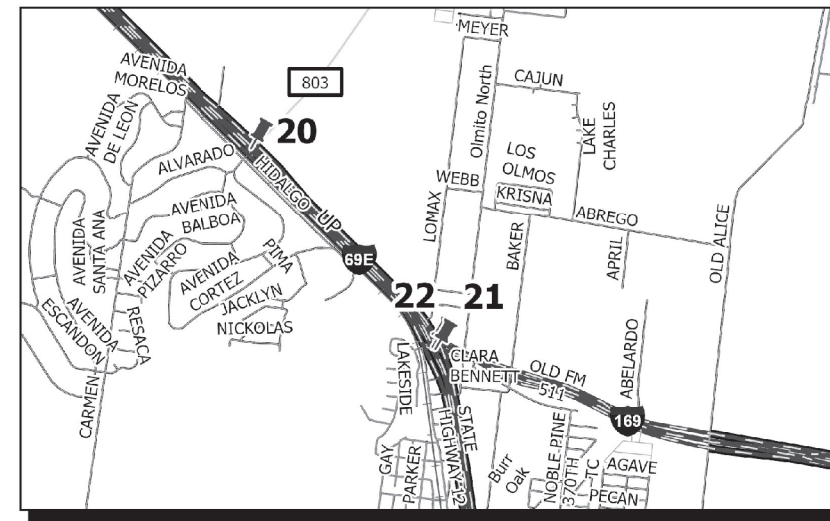 MEYER
AVENIDA
MORELOS
803
CAJUN
Olmito North
AVENIDA
DE LEON
20
LAKE
CHARLES
ALVARADO
HIDALGO
UP
LOS
OLMOS
WEBB
KRISNA
AVENIDA
BALBOA
LOMAX
ABREGO
AVENIDA
SANTA ANA
AVENIDA
PIZARRO
PIMA
69E
BAKER
APRIL
OLD ALICE
AVENIDA
CORTEZ
JACKLYN
NICKOLAS
22
21
AVENIDA
ESCANDON
RESACA
CARMEN
LAKESIDE
CLARA
BENNETT
OLD FM
511
ABELARDO
STATE
HIGHWAY 12
169
GAY
PARKER
Burr
Oak
NOBLE PINE
370TH
TC
AGAVE
PECAN